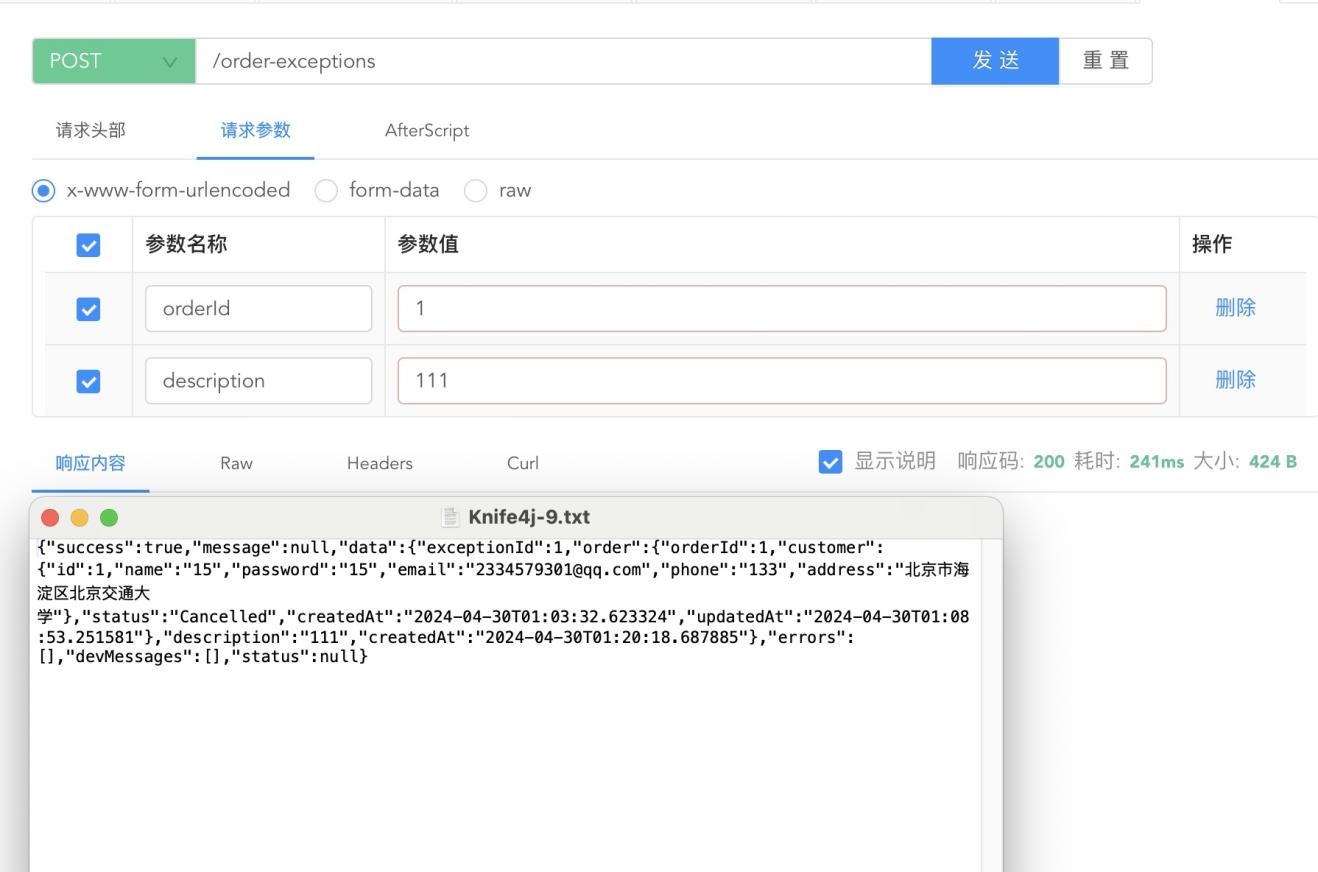 POST /order-exceptions 发 送 重 置
请求头部 请求参数 AfterScript
x-www-form-urlencoded form-data raw
参数名称 参数值 操作
orderId 1 删除
description 111 删除
响应内容 Raw Headers Curl 显示说明 响应码: 200 耗时: 241ms 大小: 424 B
Knife4j-9.txt
{"success":true,"message":null,"data":{"exceptionId":1,"order":{"orderId":1,"customer":
{"id":1,"name":"15","password":"15","email":"2334579301@qq.com","phone":"133","address":"北京市海
淀区北京交通大
学"},"status":"Cancelled","createdAt":"2024-04-30T01:03:32.623324","updatedAt":"2024-04-30T01:08
:53.251581"},"description":"111","createdAt":"2024-04-30T01:20:18.687885"},"errors":
[],"devMessages":[],"status":null}